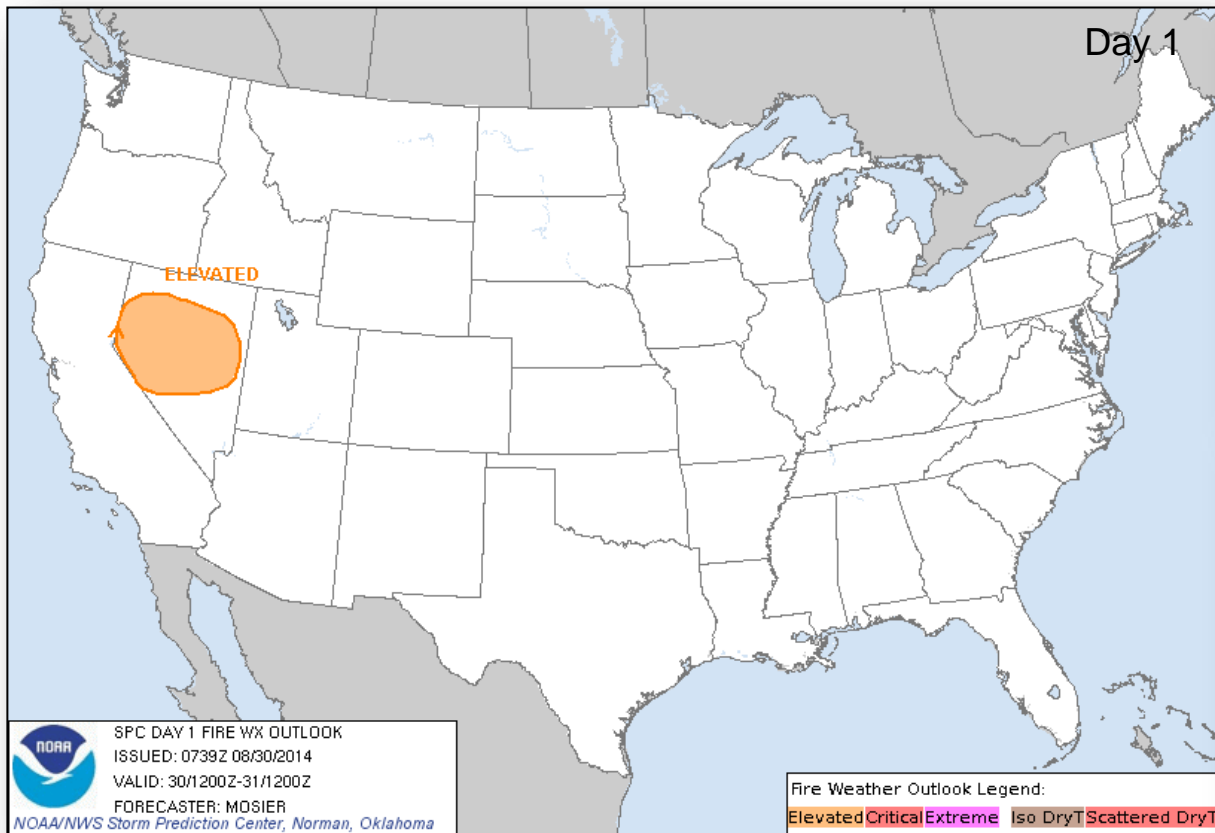 Day 1
ELEVATED
NOAA
SPC DAY 1 FIRE WX OUTLOOK
ISSUED: 0739Z 08/30/2014
VALID: 30/1200Z-31/1200Z
FORECASTER: MOSIER
NOAA/NWS Storm Prediction Center, Norman, Oklahoma
Fire Weather Outlook Legend:
Elevated Critical Extreme Iso DryT Scattered DryT